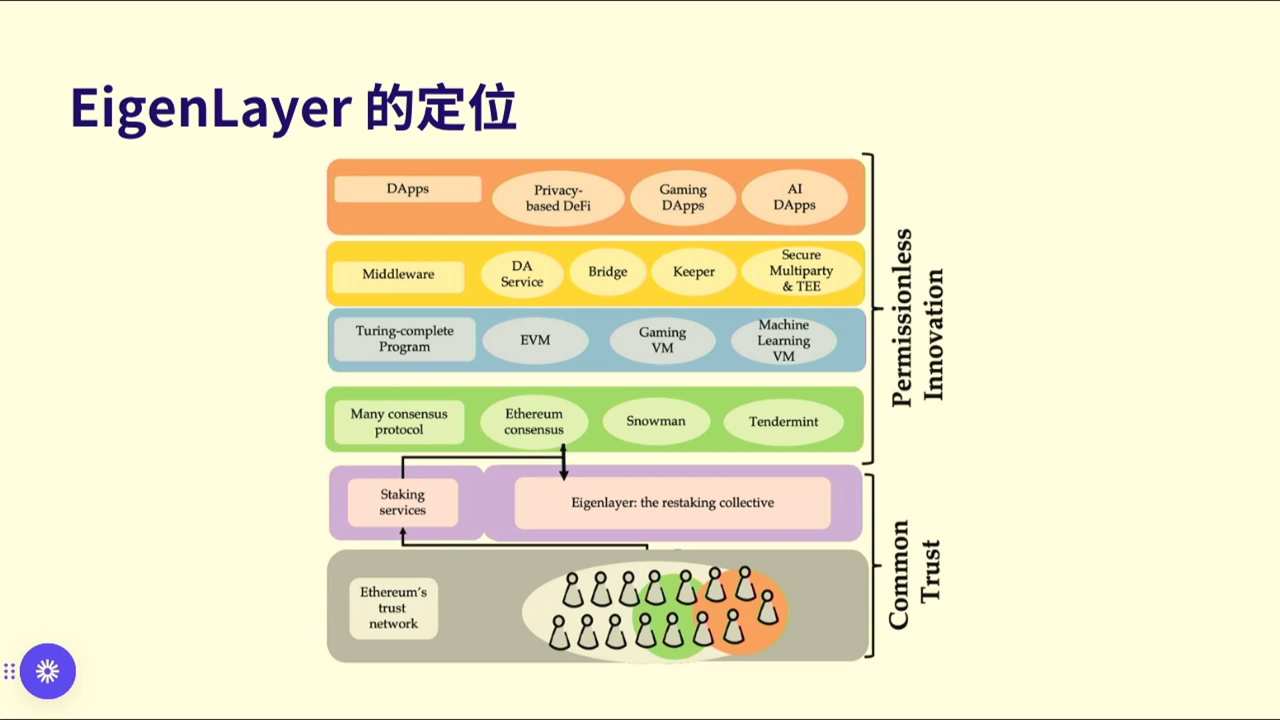 EigenLayer 的定位
DApps
Privacy-
based DeFi
Gaming
DApps
AI
DApps
Middleware
DA
Service
Bridge
Keeper
Secure
Multiparty
& TEE
Turing-complete
Program
EVM
Gaming
VM
Machine
Learning
VM
Many consensus
protocol
Ethereum
consensus
Snowman
Tendermint
Permissionless
Innovation
Staking
services
Eigenlayer: the restaking collective
Ethereum's
trust
network
Common
Trust